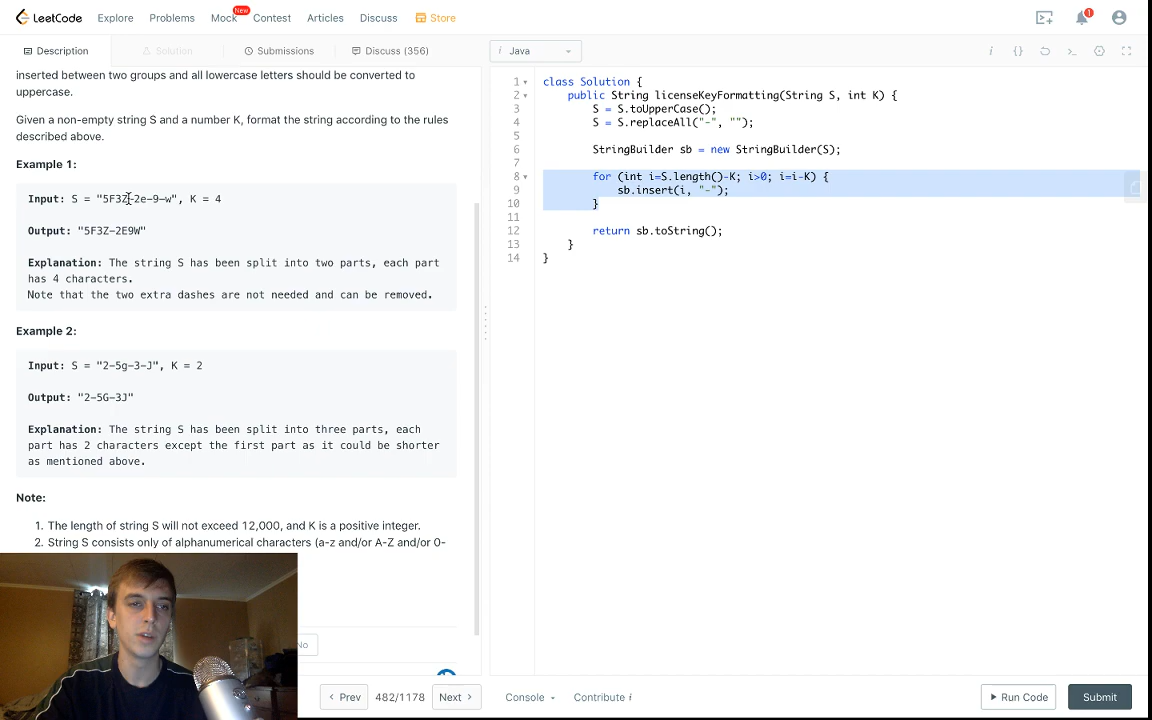 LeetCode
Explore
Problems
Mock
New
Contest
Articles
Discuss
Store
1
Description
Solution
Submissions
Discuss (356)
i Java
inserted between two groups and all lowercase letters should be converted to
uppercase.
Given a non-empty string S and a number K, format the string according to the rules
described above.
Example 1:
Input: S = "5F3Z-2e-9-w", K = 4
Output: "5F3Z-2E9W"
Explanation: The string S has been split into two parts, each part
has 4 characters.
Note that the two extra dashes are not needed and can be removed.
Example 2:
Input: S = "2-5g-3-J", K = 2
Output: "2-5G-3J"
Explanation: The string S has been split into three parts, each
part has 2 characters except the first part as it could be shorter
as mentioned above.
Note:
1. The length of string S will not exceed 12,000, and K is a positive integer.
2. String S consists only of alphanumerical characters (a-z and/or A-Z and/or 0-
No
1 class Solution {
2 public String licenseKeyFormatting(String S, int K) {
3 S = S.toUpperCase();
4 S = S.replaceAll("-", "");
5
6 StringBuilder sb = new StringBuilder(S);
7
8 for (int i=S.length()-K; i>0; i=i-K) {
9 sb.insert(i, "-");
10 }
11
12 return sb.toString();
13 }
14 }
Prev
482/1178
Next
Console
Contribute i
Run Code
Submit